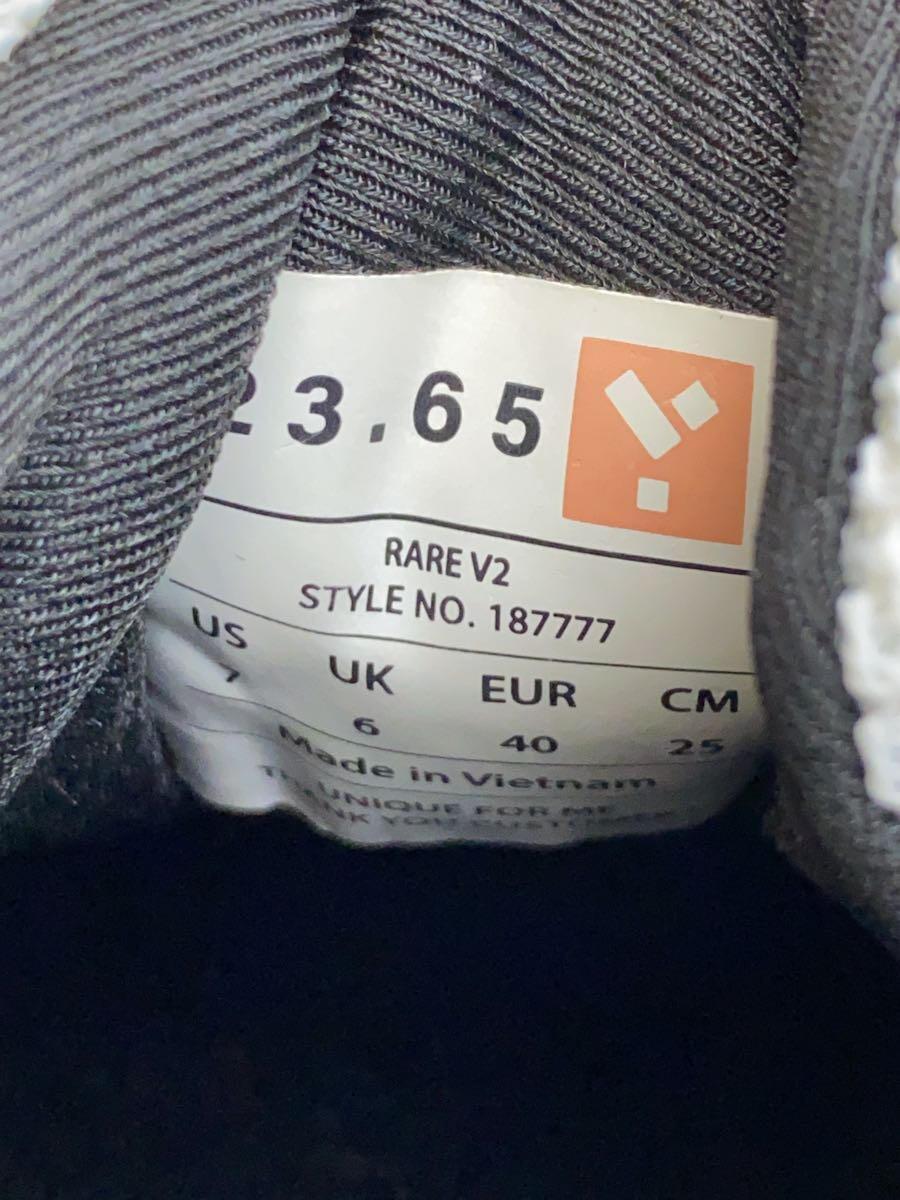 23.65
RARE V2
STYLE NO. 187777
US UK EUR CM
7 6 40 25
Made in Vietnam
UNIQUE FOR ME
YOU